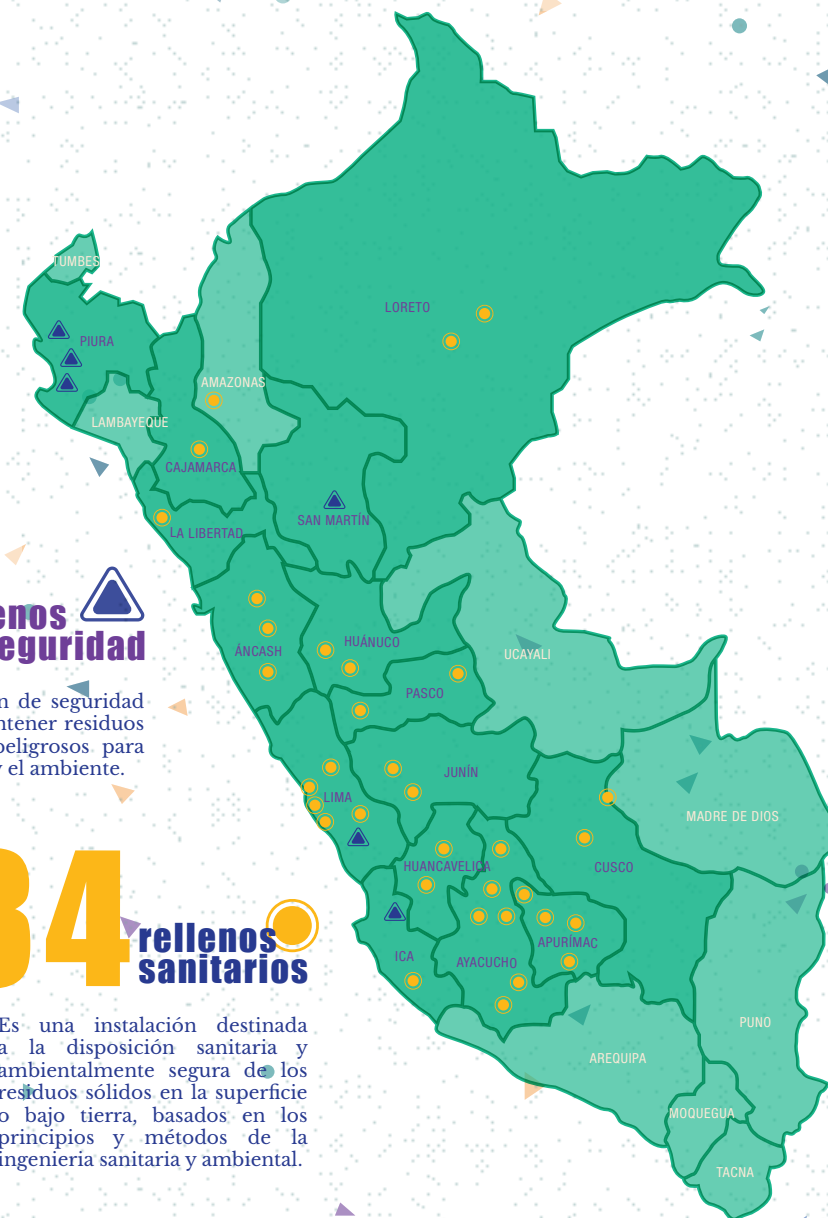 TUMBES
LORETO
PIURA
AMAZONAS
LAMBAYEQUE
CAJAMARCA
SAN MARTÍN
LA LIBERTAD
ÁNCASH
HUÁNUCO
UCAYALI
PASCO
JUNÍN
LIMA
MADRE DE DIOS
HUANCAVELICA
CUSCO
APURÍMAC
ICA
AYACUCHO
PUNO
AREQUIPA
MOQUEGUA
TACNA
enos
eguridad
n de seguridad
ntener residuos
peligrosos para
y el ambiente.
34
rellenos
sanitarios
Es una instalación destinada
a la disposición sanitaria y
ambientalmente segura de los
residuos sólidos en la superficie
o bajo tierra, basados en los
principios y métodos de la
ingenieria sanitaria y ambiental.